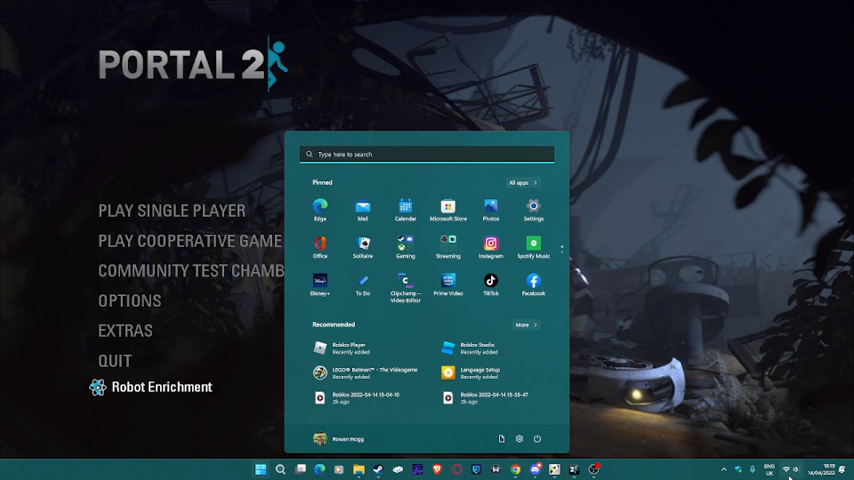 PORTAL 2
PLAY SINGLE PLAYER
PLAY COOPERATIVE GAME
COMMUNITY TEST CHAMB
OPTIONS
EXTRAS
QUIT
Robot Enrichment
Type here to search
Pinned
All apps
Edge Mail Calendar Microsoft Store Photos Settings
Office Solitaire Gaming Streaming Instagram Spotify Music
Disney+ To Do Clipchamp – Video Editor Prime Video TikTok Facebook
Recommended
More
Roblox Player
Recently added
Roblox Studio
Recently added
LEGO® Batman™ - The Videogame
Recently added
Language Setup
Recently added
Roblox 2022-04-14 15-04-10
2h ago
Roblox 2022-04-14 15-35-47
2h ago
Rowen Hogg
ENG
UK
18:19
14/04/2022